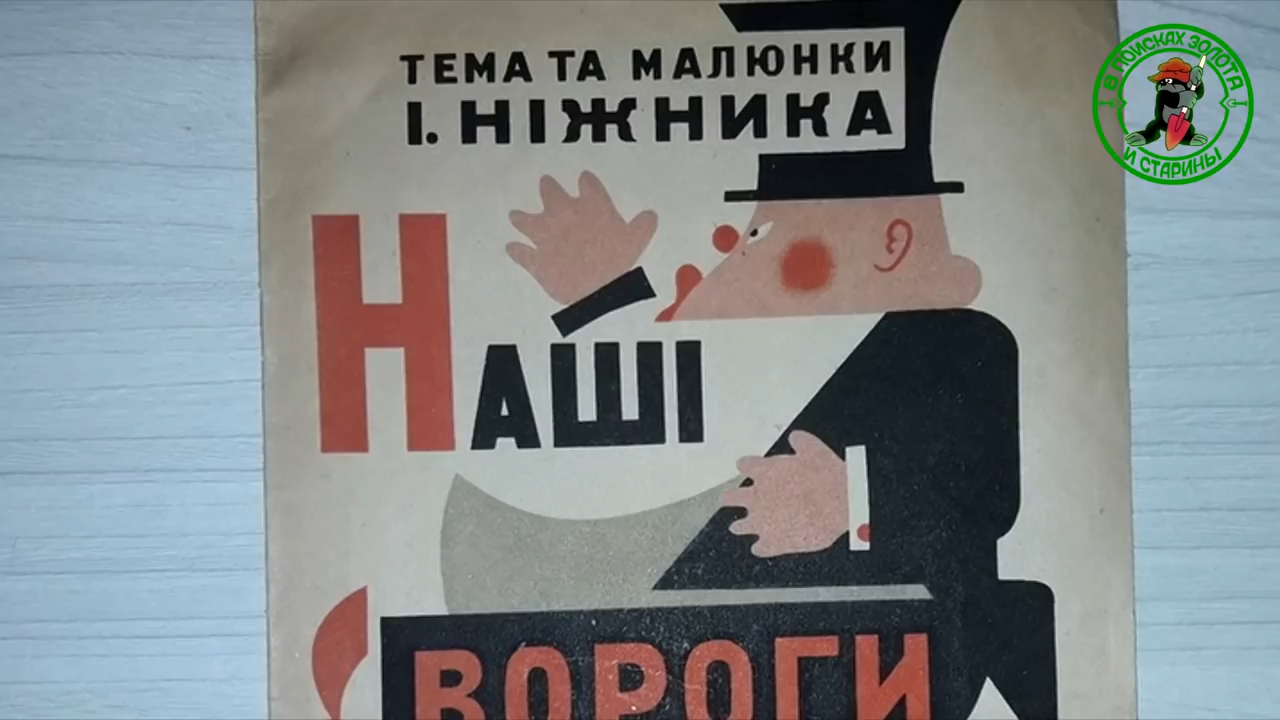 ТЕМА ТА МАЛЮНКИ
І. НІЖНИКА
НАШІ
ВОРОГИ
В ПОИСКАХ ЗОЛОТА
И СТАРИНЫ